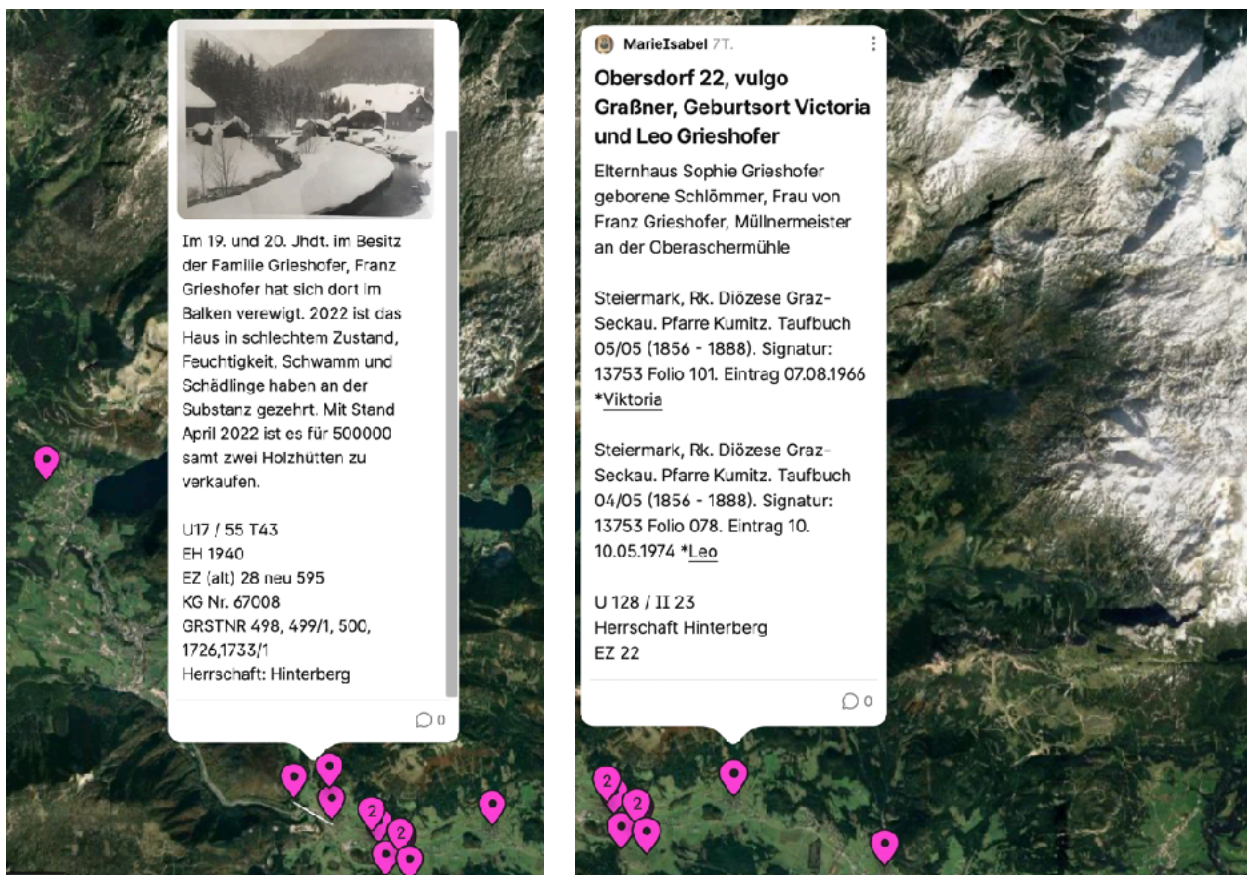 Im 19. und 20. Jhdt. im Besitz
der Familie Grieshofer, Franz
Grieshofer hat sich dort im
Balken verewigt. 2022 ist das
Haus in schlechtem Zustand,
Feuchtigkeit, Schwamm und
Schädlinge haben an der
Substanz gezehrt. Mit Stand
April 2022 ist es für 500000
samt zwei Holzhütten zu
verkaufen.
U17 / 55 T43
EH 1940
EZ (alt) 28 neu 595
KG Nr. 67008
GRSTNR 498, 499/1, 500,
1726,1733/1
Herrschaft: Hinterberg
0
2
2
MarieIsabel 7T.
Obersdorf 22, vulgo
Graßner, Geburtsort Victoria
und Leo Grieshofer
Elternhaus Sophie Grieshofer
geborene Schlömmer, Frau von
Franz Grieshofer, Müllnermeister
an der Oberaschermühle
Steiermark, Rk. Diözese Graz-
Seckau. Pfarre Kumitz. Taufbuch
05/05 (1856 - 1888). Signatur:
13753 Folio 101. Eintrag 07.08.1966
*Viktoria
Steiermark, Rk. Diözese Graz-
Seckau. Pfarre Kumitz. Taufbuch
04/05 (1856 - 1888). Signatur:
13753 Folio 078. Eintrag 10.
10.05.1974 *Leo
U 128 / II 23
Herrschaft Hinterberg
EZ 22
0
2
2